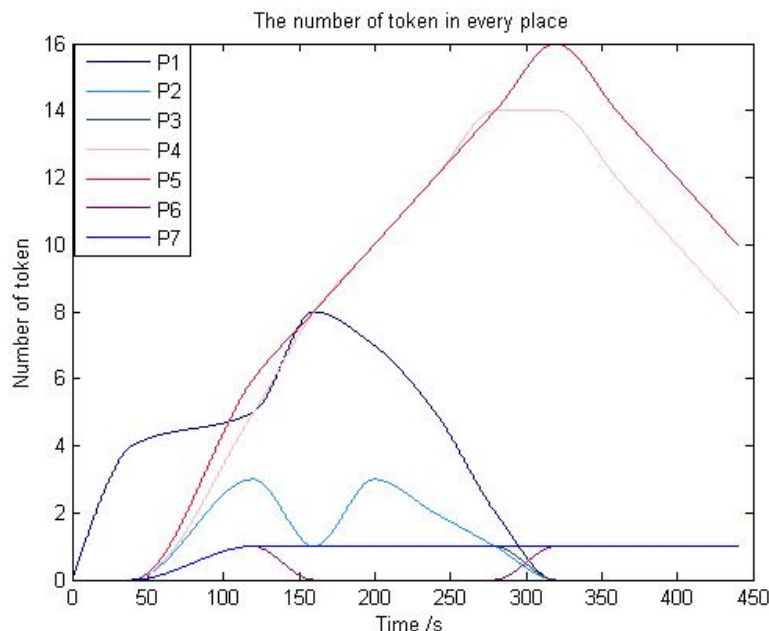 The number of token in every place
16
14
12
10
8
6
4
2
0
Number of token
P1
P2
P3
P4
P5
P6
P7
0 50 100 150 200 250 300 350 400 450
Time /s